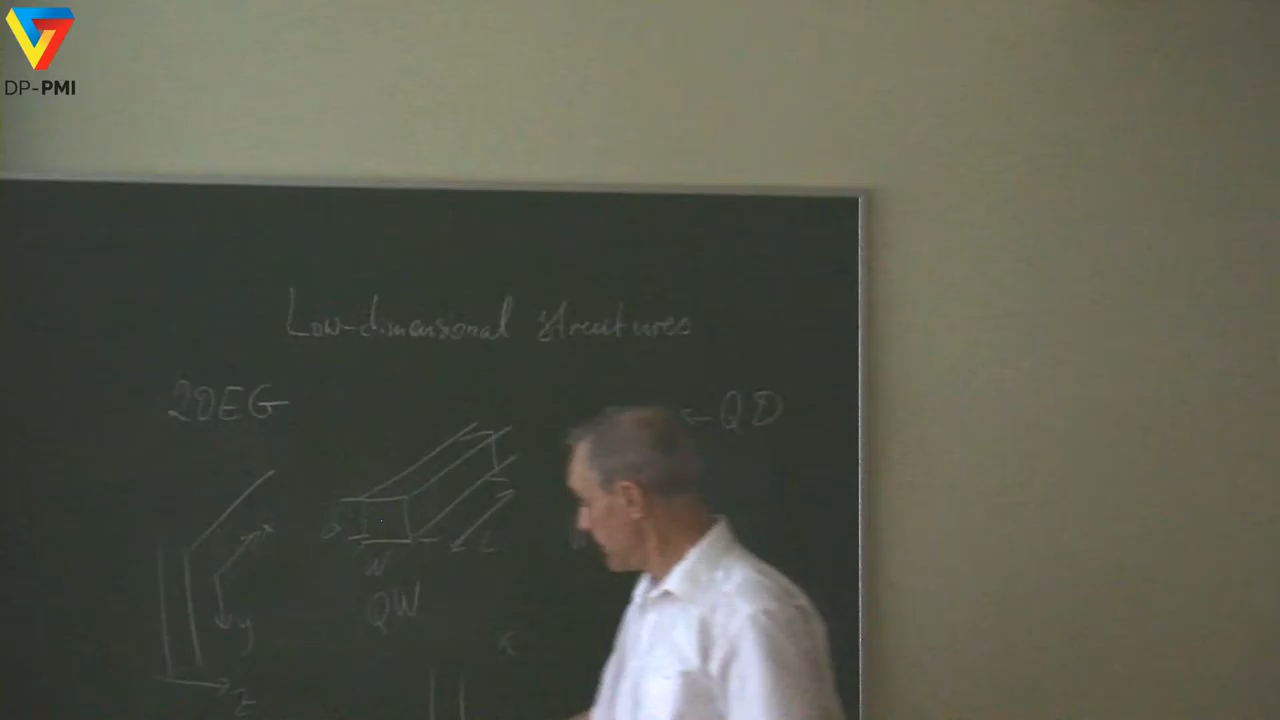 DP-PMI
Low-dimensional structures
2DEG
QD
x
y
z
W
L
QW